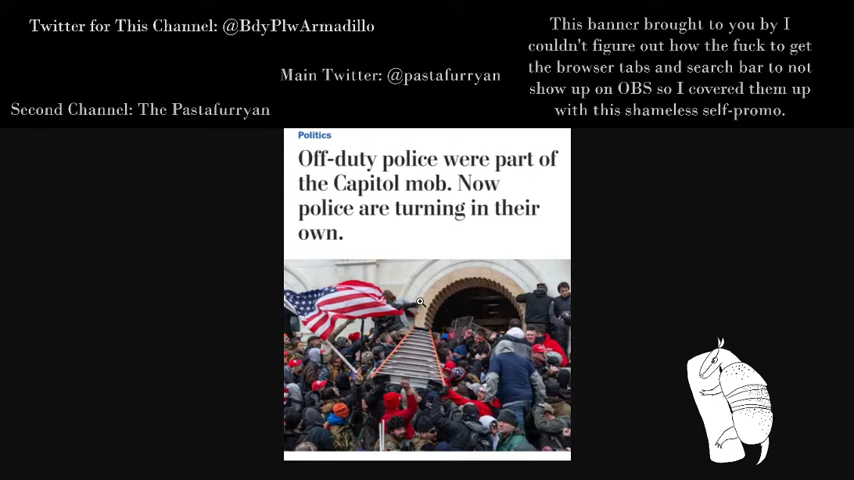 Twitter for This Channel: @BdyPlwArmadillo
Main Twitter: @pastafurryan
Second Channel: The Pastafurryan
This banner brought to you by I
couldn't figure out how the fuck to get
the browser tabs and search bar to not
show up on OBS so I covered them up
with this shameless self-promo.
Politics
Off-duty police were part of
the Capitol mob. Now
police are turning in their
own.